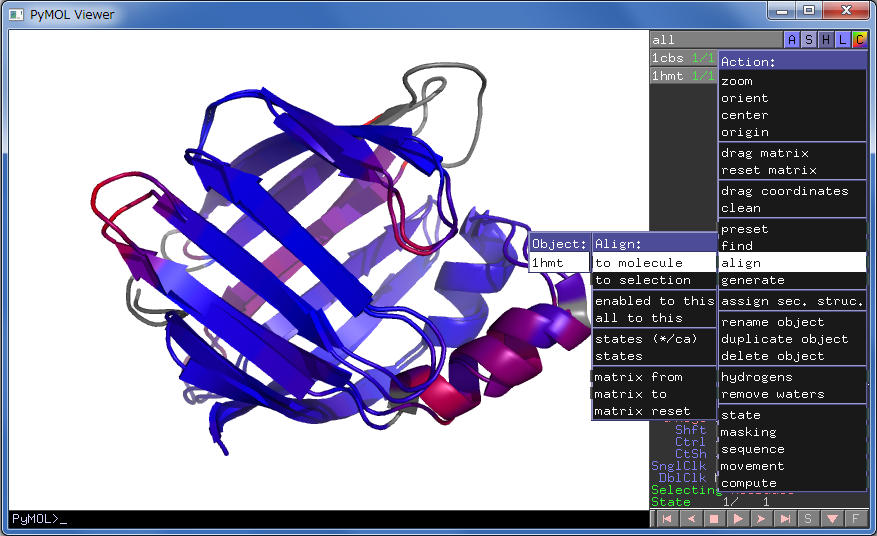 PyMOL Viewer
all
A S H L C
1cbs 1/1
1hmt 1/1
Action:
zoom
orient
center
origin
drag matrix
reset matrix
drag coordinates
clean
preset
find
align
generate
assign sec. struc.
rename object
duplicate object
delete object
hydrogens
remove waters
state
masking
sequence
movement
compute
Align:
to molecule
to selection
enabled to this
all to this
states (*/ca)
states
matrix from
matrix to
matrix reset
Object:
1hmt
Shft
Ctrl
CtSh
SnglClk
DblClk
Selecting
State 1/ 1
PyMOL>_
S F